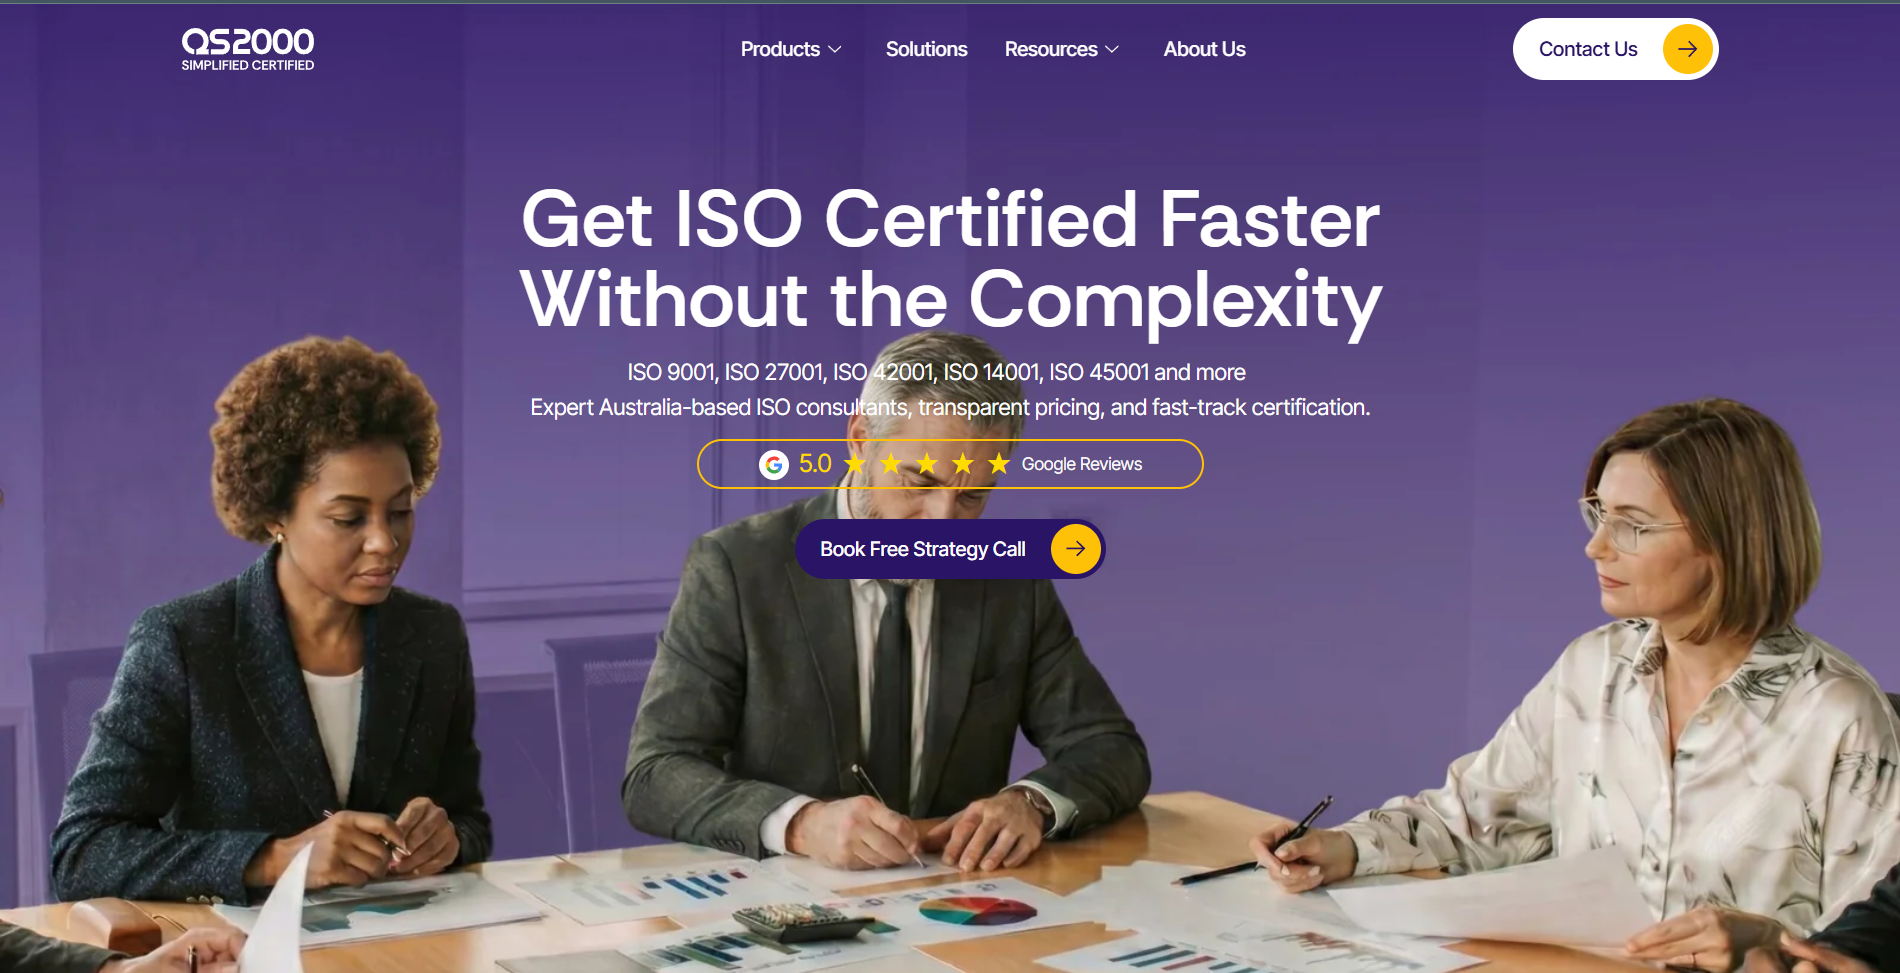 QS2000
SIMPLIFIED CERTIFIED
Products
Solutions
Resources
About Us
Contact Us
Get ISO Certified Faster
Without the Complexity
ISO 9001, ISO 27001, ISO 42001, ISO 14001, ISO 45001 and more
Expert Australia-based ISO consultants, transparent pricing, and fast-track certification.
5.0 Google Reviews
Book Free Strategy Call